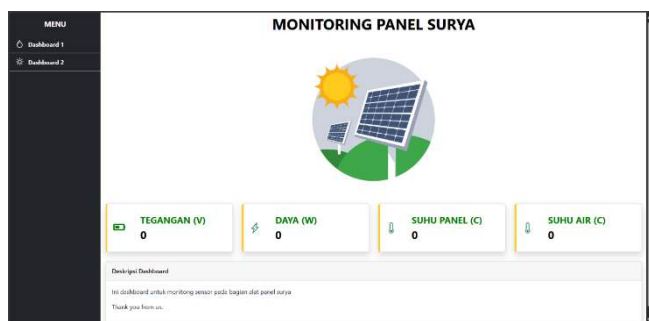 MENU
Dashboard 1
Dashboard 2
MONITORING PANEL SURYA
TEGANGAN (V)
0
DAYA (W)
0
SUHU PANEL (C)
0
SUHU AIR (C)
0
Deskripsi Dashboard
Ini dashboard untuk monitong sensor pada bagian alat panel surya
Thank you from us.